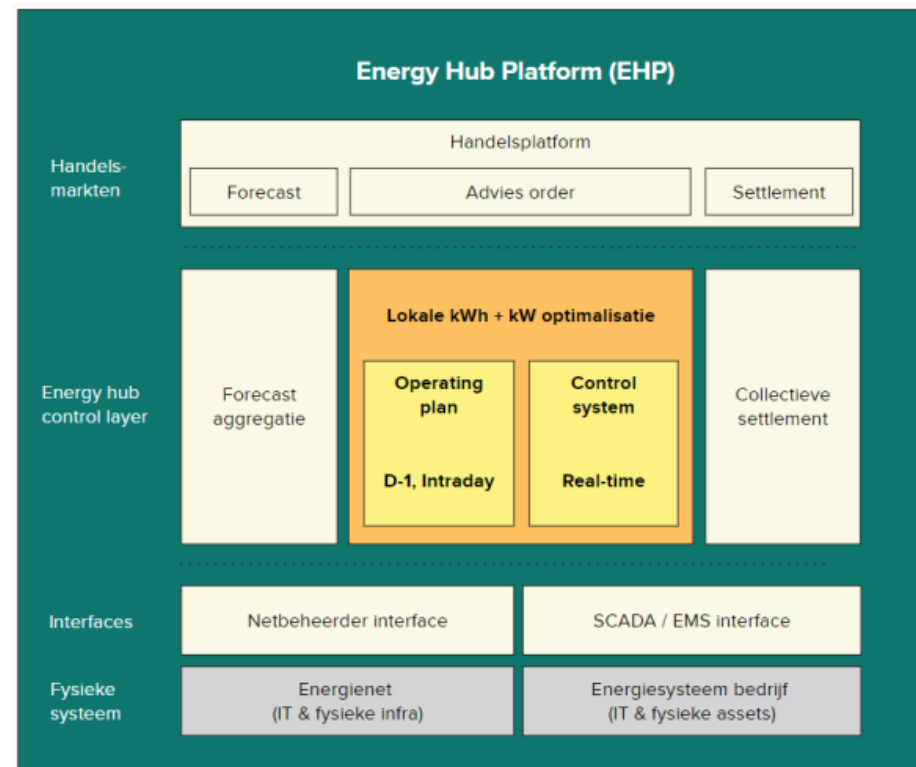 Energy Hub Platform (EHP)
Handels-
markten
Handelsplatform
Forecast
Advies order
Settlement
Energy hub
control layer
Forecast
aggregatie
Lokale kWh + kW optimalisatie
Operating
plan
D-1, Intraday
Control
system
Real-time
Collectieve
settlement
Interfaces
Netbeheerder interface
SCADA / EMS interface
Fysieke
systeem
Energienet
(IT & fysieke infra)
Energiesysteem bedrijf
(IT & fysieke assets)